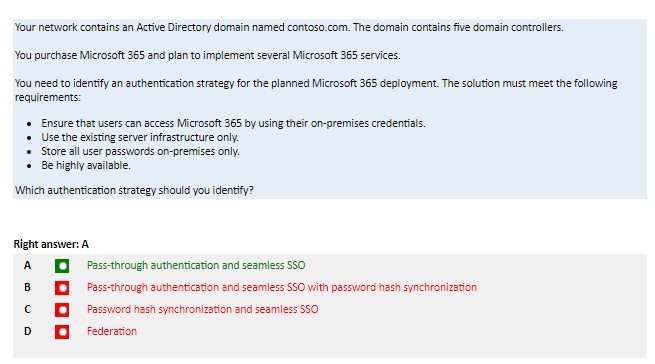 Your network contains an Active Directory domain named contoso.com. The domain contains five domain controllers.
You purchase Microsoft 365 and plan to implement several Microsoft 365 services.
You need to identify an authentication strategy for the planned Microsoft 365 deployment. The solution must meet the following
requirements:
• Ensure that users can access Microsoft 365 by using their on-premises credentials.
• Use the existing server infrastructure only.
• Store all user passwords on-premises only.
• Be highly available.
Which authentication strategy should you identify?
Right answer: A
A Pass-through authentication and seamless SSO
B Pass-through authentication and seamless SSO with password hash synchronization
C Password hash synchronization and seamless SSO
D Federation